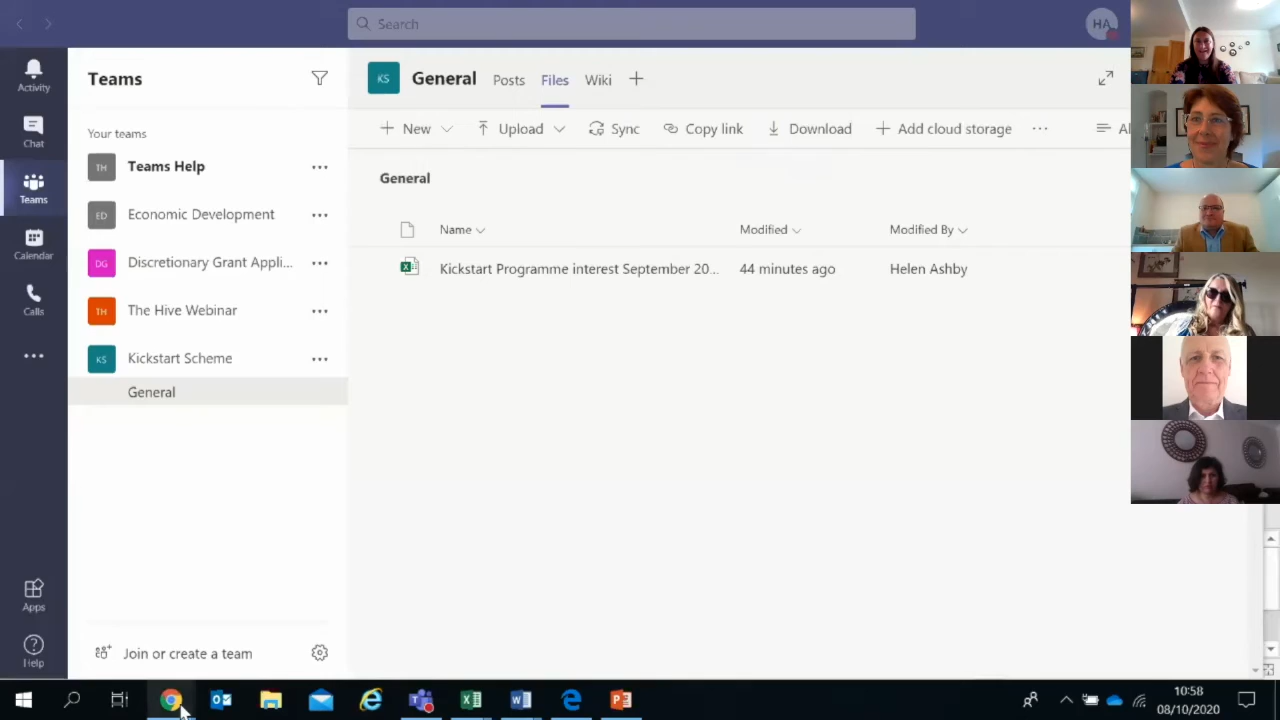 Search
HA
Activity
Chat
Teams
Calendar
Calls
Apps
Help
Teams
Your teams
TH Teams Help
ED Economic Development
DG Discretionary Grant Appli...
TH The Hive Webinar
KS Kickstart Scheme
General
Join or create a team
KS General Posts Files Wiki
New Upload Sync Copy link Download Add cloud storage
General
Name Modified Modified By
Kickstart Programme interest September 20... 44 minutes ago Helen Ashby
10:58
08/10/2020